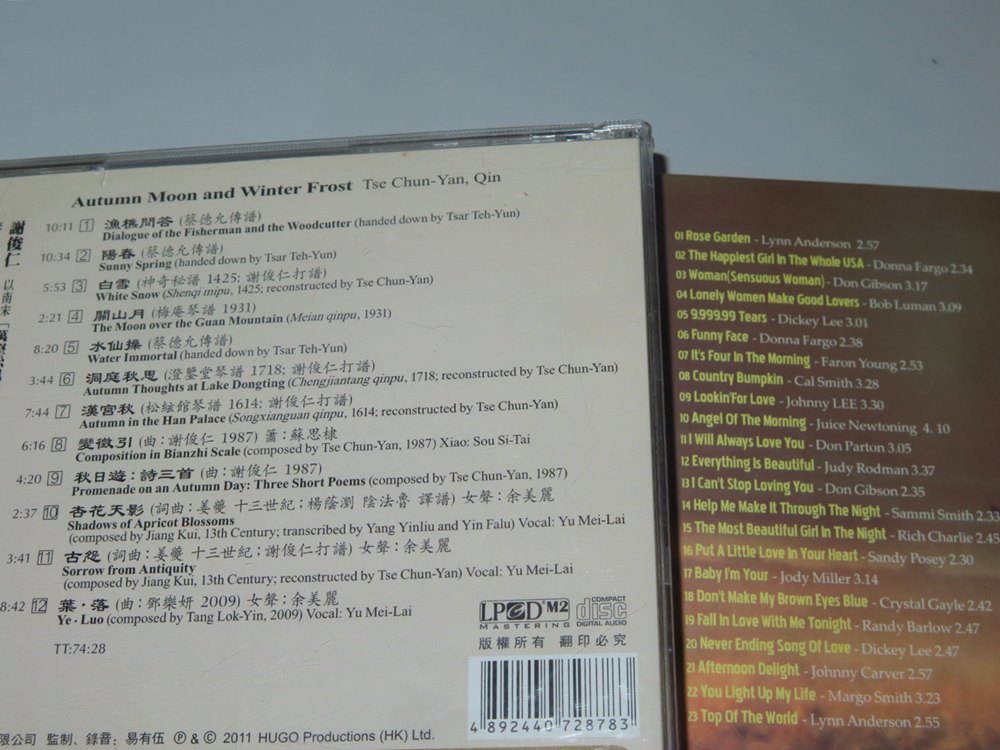 Autumn Moon and Winter Frost Tse Chun-Yan, Qin
謝俊仁
以南宋「萬壑松
10:11 1 漁樵問答 (蔡德允傳譜)
Dialogue of the Fisherman and the Woodcutter (handed down by Tsar Teh-Yun)
10:34 2 陽春 (蔡德允傳譜)
Sunny Spring (handed down by Tsar Teh-Yun)
5:53 3 白雪 (神奇秘譜 1425; 謝俊仁打譜)
White Snow (Shenqi mipu, 1425; reconstructed by Tse Chun-Yan)
2:21 4 關山月 (梅庵琴譜 1931)
The Moon over the Guan Mountain (Meian qinpu, 1931)
8:20 5 水仙操 (蔡德允傳譜)
Water Immortal (handed down by Tsar Teh-Yun)
3:44 6 洞庭秋思 (澄鑒堂琴譜 1718; 謝俊仁打譜)
Autumn Thoughts at Lake Dongting (Chengjiantang qinpu, 1718; reconstructed by Tse Chun-Yan)
7:44 7 漢宮秋 (松絃館琴譜 1614; 謝俊仁打譜)
Autumn in the Han Palace (Songxianguan qinpu, 1614; reconstructed by Tse Chun-Yan)
6:16 8 變徵引 (曲:謝俊仁 1987) 簫:蘇思棣
Composition in Bianzhi Scale (composed by Tse Chun-Yan, 1987) Xiao: Sou Si-Tai
4:20 9 秋日遊:詩三首 (曲:謝俊仁 1987)
Promenade on an Autumn Day: Three Short Poems (composed by Tse Chun-Yan, 1987)
2:37 10 杏花天影 (詞曲:姜夔 十三世紀;楊蔭瀏 陰法魯 譯譜) 女聲:余美麗
Shadows of Apricot Blossoms
(composed by Jiang Kui, 13th Century; transcribed by Yang Yinliu and Yin Falu) Vocal: Yu Mei-Lai
3:41 11 古怨 (詞曲:姜夔 十三世紀;謝俊仁打譜) 女聲:余美麗
Sorrow from Antiquity
(composed by Jiang Kui, 13th Century; reconstructed by Tse Chun-Yan) Vocal: Yu Mei-Lai
8:42 12 葉·落 (曲:鄧樂妍 2009) 女聲:余美麗
Ye·Luo (composed by Tang Lok-Yin, 2009) Vocal: Yu Mei-Lai
TT:74:28
LPCD M2
MASTERING
COMPACT
disc
DIGITAL AUDIO
版權所有 翻印必究
4 892440 728783
限公司 監制、錄音:易有伍 ℗ & © 2011 HUGO Productions (HK) Ltd.
01 Rose Garden - Lynn Anderson 2.57
02 The Happiest Girl In The Whole USA - Donna Fargo 2.34
03 Woman(Sensuous Woman) - Don Gibson 3.17
04 Lonely Women Make Good Lovers - Bob Luman 3.09
05 9.999.99 Tears - Dickey Lee 3.01
06 Funny Face - Donna Fargo 2.38
07 It's Four In The Morning - Faron Young 2.53
08 Country Bumpkin - Cal Smith 3.28
09 Lookin'For Love - Johnny LEE 3.30
10 Angel Of The Morning - Juice Newtoning 4. 10
11 I Will Always Love You - Don Parton 3.05
12 Everything Is Beautiful - Judy Rodman 3.37
13 I Can't Stop Loving You - Don Gibson 2.35
14 Help Me Make It Through The Night - Sammi Smith 2.33
15 The Most Beautiful Girl In The Night - Rich Charlie 2.45
16 Put A Little Love In Your Heart - Sandy Posey 2.30
17 Baby I'm Your - Jody Miller 3.14
18 Don't Make My Brown Eyes Blue - Crystal Gayle 2.42
19 Fall In Love With Me Tonight - Randy Barlow 2.47
20 Never Ending Song Of Love - Dickey Lee 2.47
21 Afternoon Delight - Johnny Carver 2.57
22 You Light Up My Life - Margo Smith 3.23
23 Top Of The World - Lynn Anderson 2.55